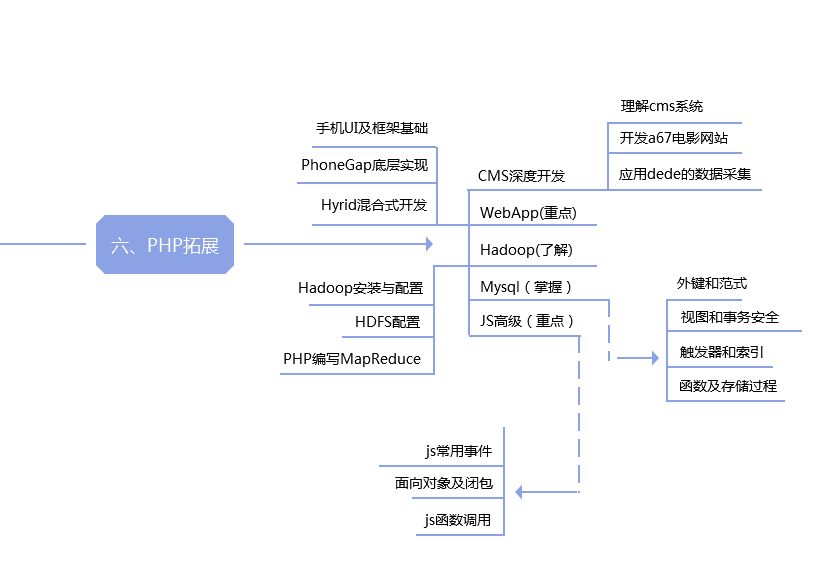 六、PHP拓展
手机UI及框架基础
PhoneGap底层实现
Hyrid混合式开发
CMS深度开发
WebApp(重点)
Hadoop(了解)
Mysql（掌握）
JS高级（重点）
理解cms系统
开发a67电影网站
应用dede的数据采集
Hadoop安装与配置
HDFS配置
PHP编写MapReduce
外键和范式
视图和事务安全
触发器和索引
函数及存储过程
js常用事件
面向对象及闭包
js函数调用